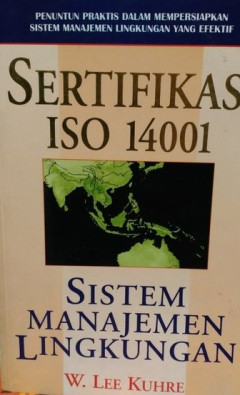 PENUNTUN PRAKTIS DALAM MEMPERSIAPKAN
SISTEM MANAJEMEN LINGKUNGAN YANG EFEKTIF
SERTIFIKAS
ISO 14001
SISTEM
MANAJEMEN
LINGKUNGAN
W. LEE KUHRE